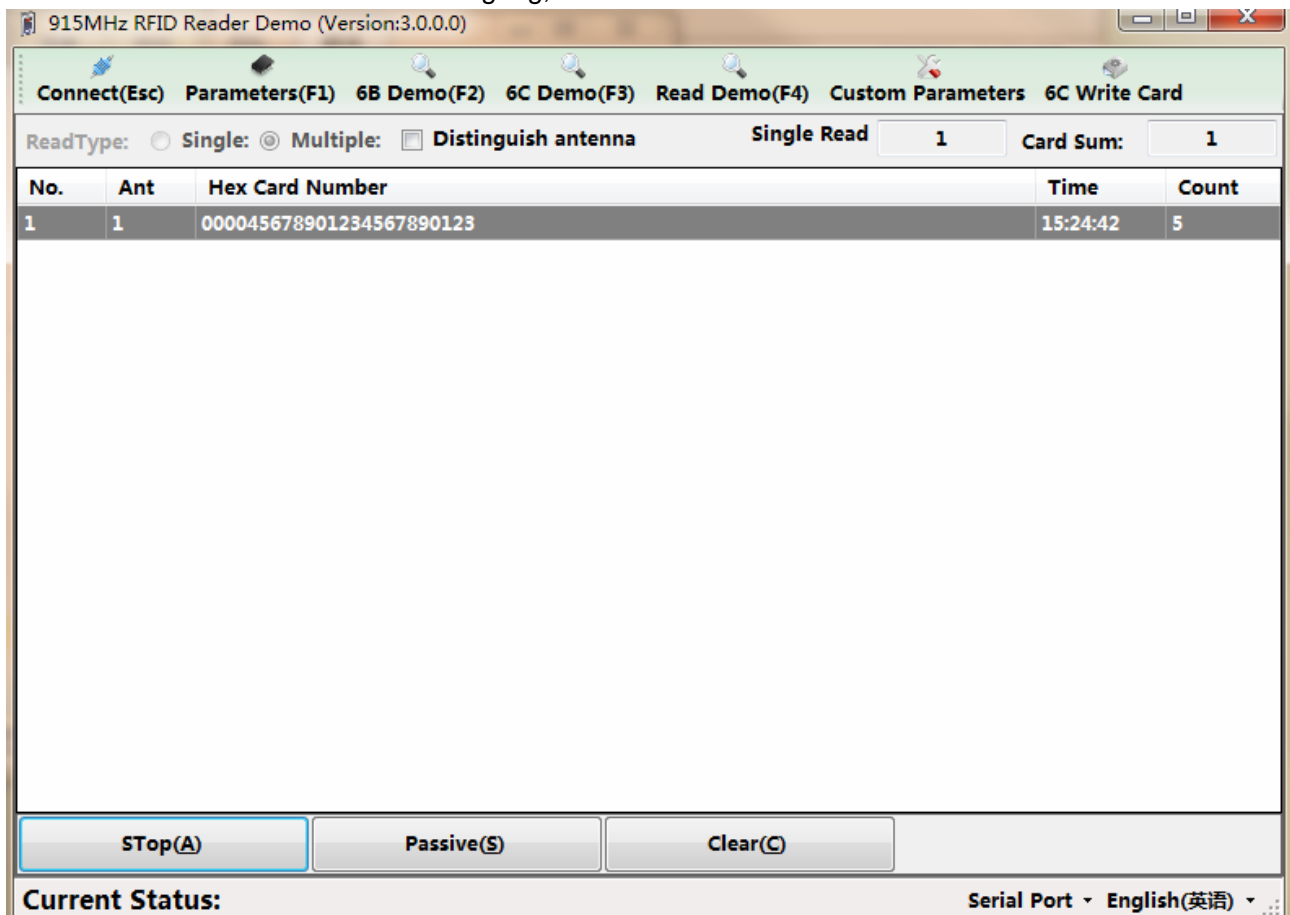 915MHz RFID Reader Demo (Version:3.0.0.0)
Connect(Esc) Parameters(F1) 6B Demo(F2) 6C Demo(F3) Read Demo(F4) Custom Parameters 6C Write Card
ReadType: Single: Multiple: Distinguish antenna Single Read 1 Card Sum: 1
No. Ant Hex Card Number Time Count
1 1 000045678901234567890123 15:24:42 5
STop(A) Passive(S) Clear(C)
Current Status: Serial Port English(英语)